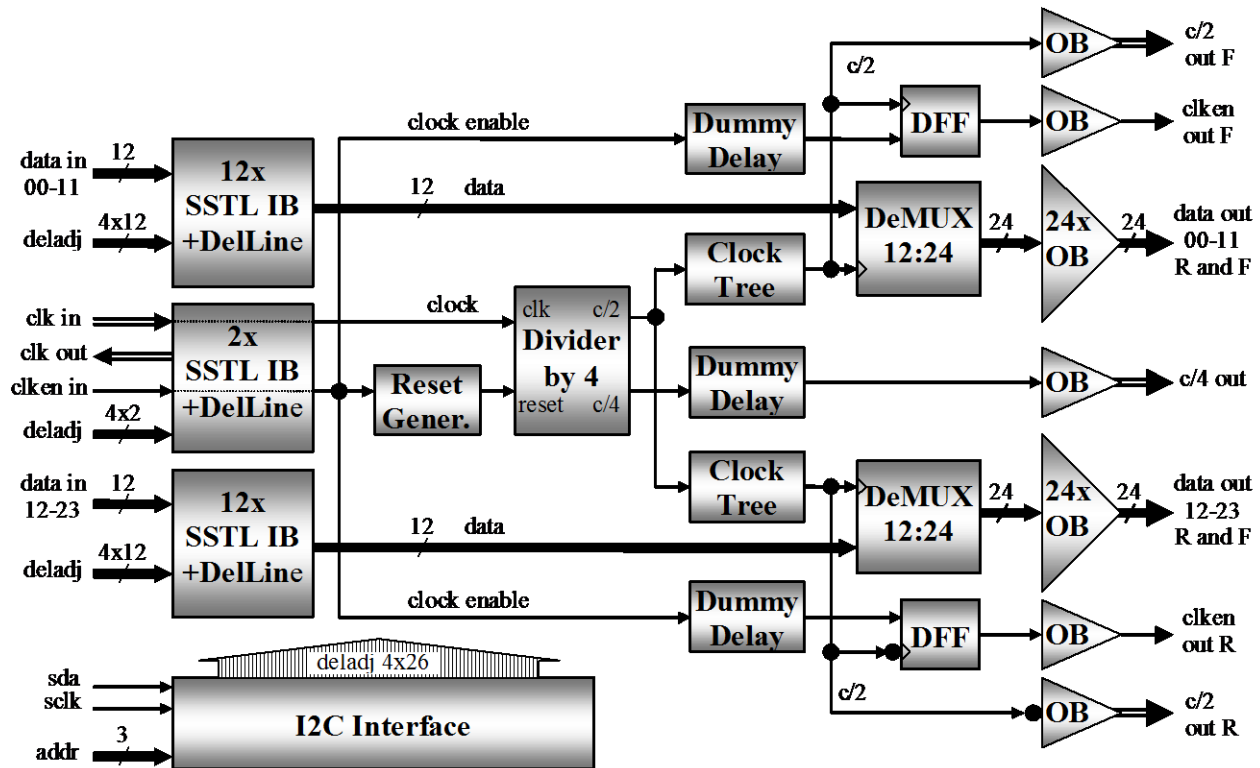 data in
00-11
12
deladj
4x12
12x
SSTL IB
+DelLine
clk in
clk out
clken in
deladj
4x2
2x
SSTL IB
+DelLine
data in
12-23
12
deladj
4x12
12x
SSTL IB
+DelLine
deladj 4x26
sda
sclk
addr
3
I2C Interface
clock enable
12 data
clock
Reset
Gener.
clk c/2
Divider
by 4
reset c/4
12 data
clock enable
Dummy
Delay
Clock
Tree
Dummy
Delay
Clock
Tree
Dummy
Delay
c/2
DFF
DeMUX
12:24
24
DeMUX
12:24
24
DFF
c/2
OB
c/2
out F
OB
clken
out F
24x
OB
24
data out
00-11
R and F
OB
c/4 out
24x
OB
24
data out
12-23
R and F
OB
clken
out R
OB
c/2
out R